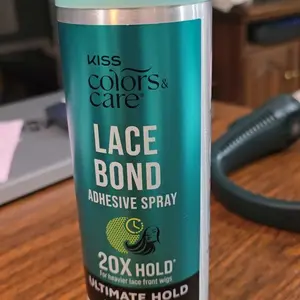 KISS
colors &
care
LACE
BOND
ADHESIVE SPRAY
20X HOLD*
For heavier lace front wigs
ULTIMATE HOLD